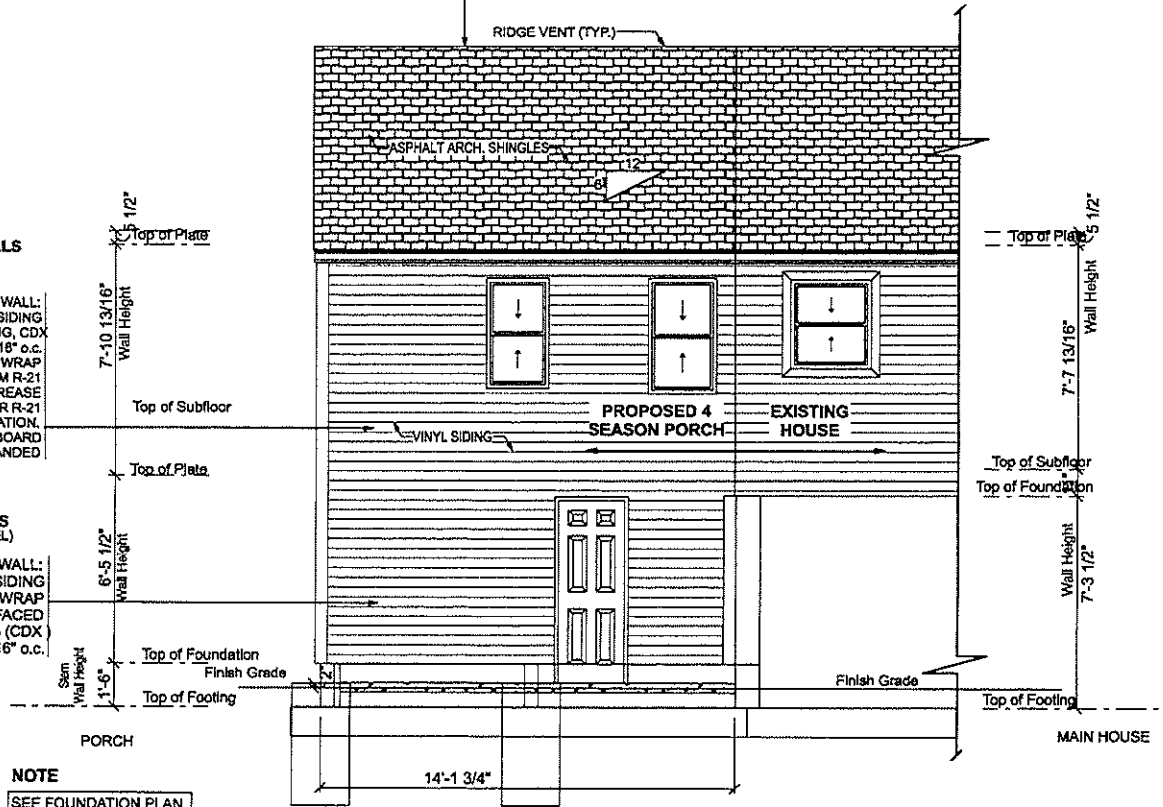 RIDGE VENT (TYP.)
ASPHALT ARCH. SHINGLES
12
5 1/2"
Top of Plate
7'-10 13/16"
Wall Height
LLS
WALL:
SIDING
NG, CDX
16" o.c.
WRAP
M R-21
REASE
R R-21
ATION.
BOARD
ANDED
Top of Subfloor
Top of Plate
VINYL SIDING
PROPOSED 4
SEASON PORCH
EXISTING
HOUSE
Top of Plate
5 1/2"
Wall Height
7'-7 13/16"
Top of Subfloor
Top of Foundation
Wall Height
7'-3 1/2"
6'-5 1/2"
Wall Height
S
EL)
WALL:
SIDING
WRAP
FACED
(CDX
6" o.c.
Top of Foundation
Finish Grade
2"
Stem
Wall Height
1'-6"
Top of Footing
Finish Grade
Top of Footing
PORCH
MAIN HOUSE
14'-1 3/4"
NOTE
SEE FOUNDATION PLAN